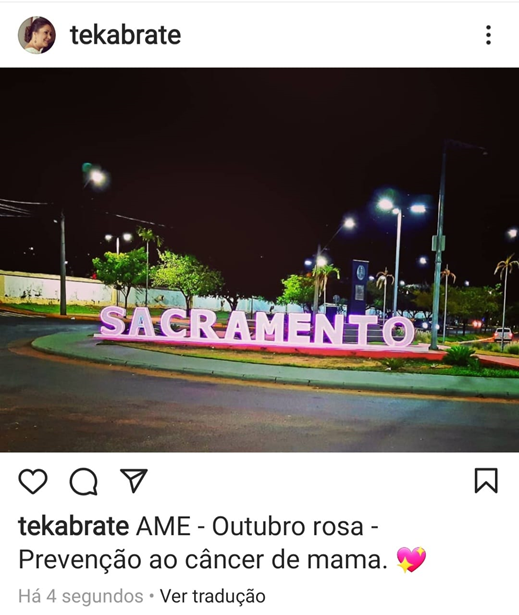 tekabrate
SACRAMENTO
tekabrate AME - Outubro rosa -
Prevenção ao câncer de mama. 💖
Há 4 segundos • Ver tradução